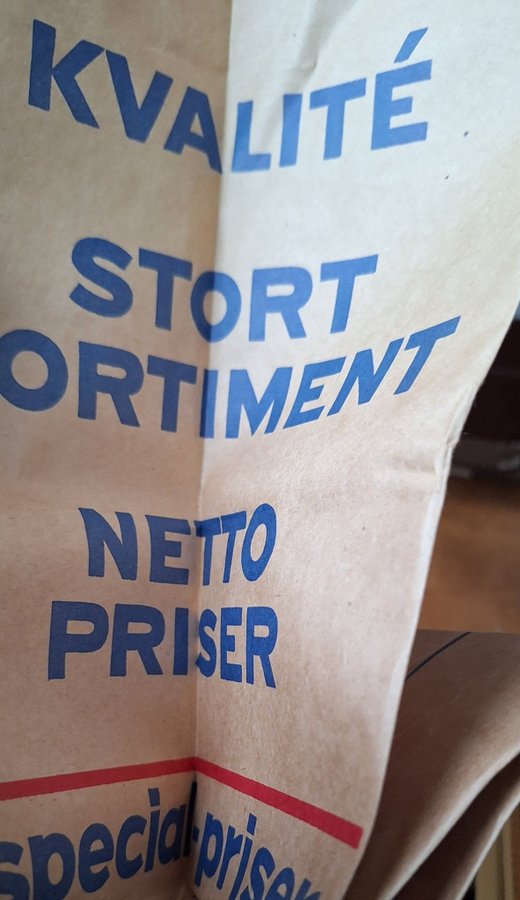 KVALITÉ
STORT
ORTIMENT
NETTO
PRISER
special-priser